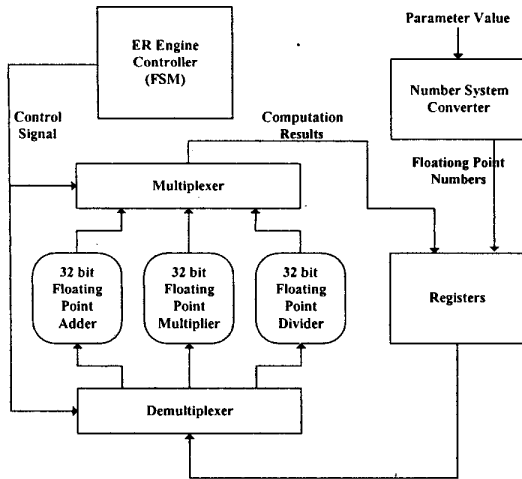 Parameter Value
ER Engine
Controller
(FSM)
Number System
Converter
Control
Signal
Computation
Results
Floationg Point
Numbers
Multiplexer
32 bit
Floating
Point
Adder
32 bit
Floating
Point
Multiplier
32 bit
Floating
Point
Divider
Registers
Demultiplexer